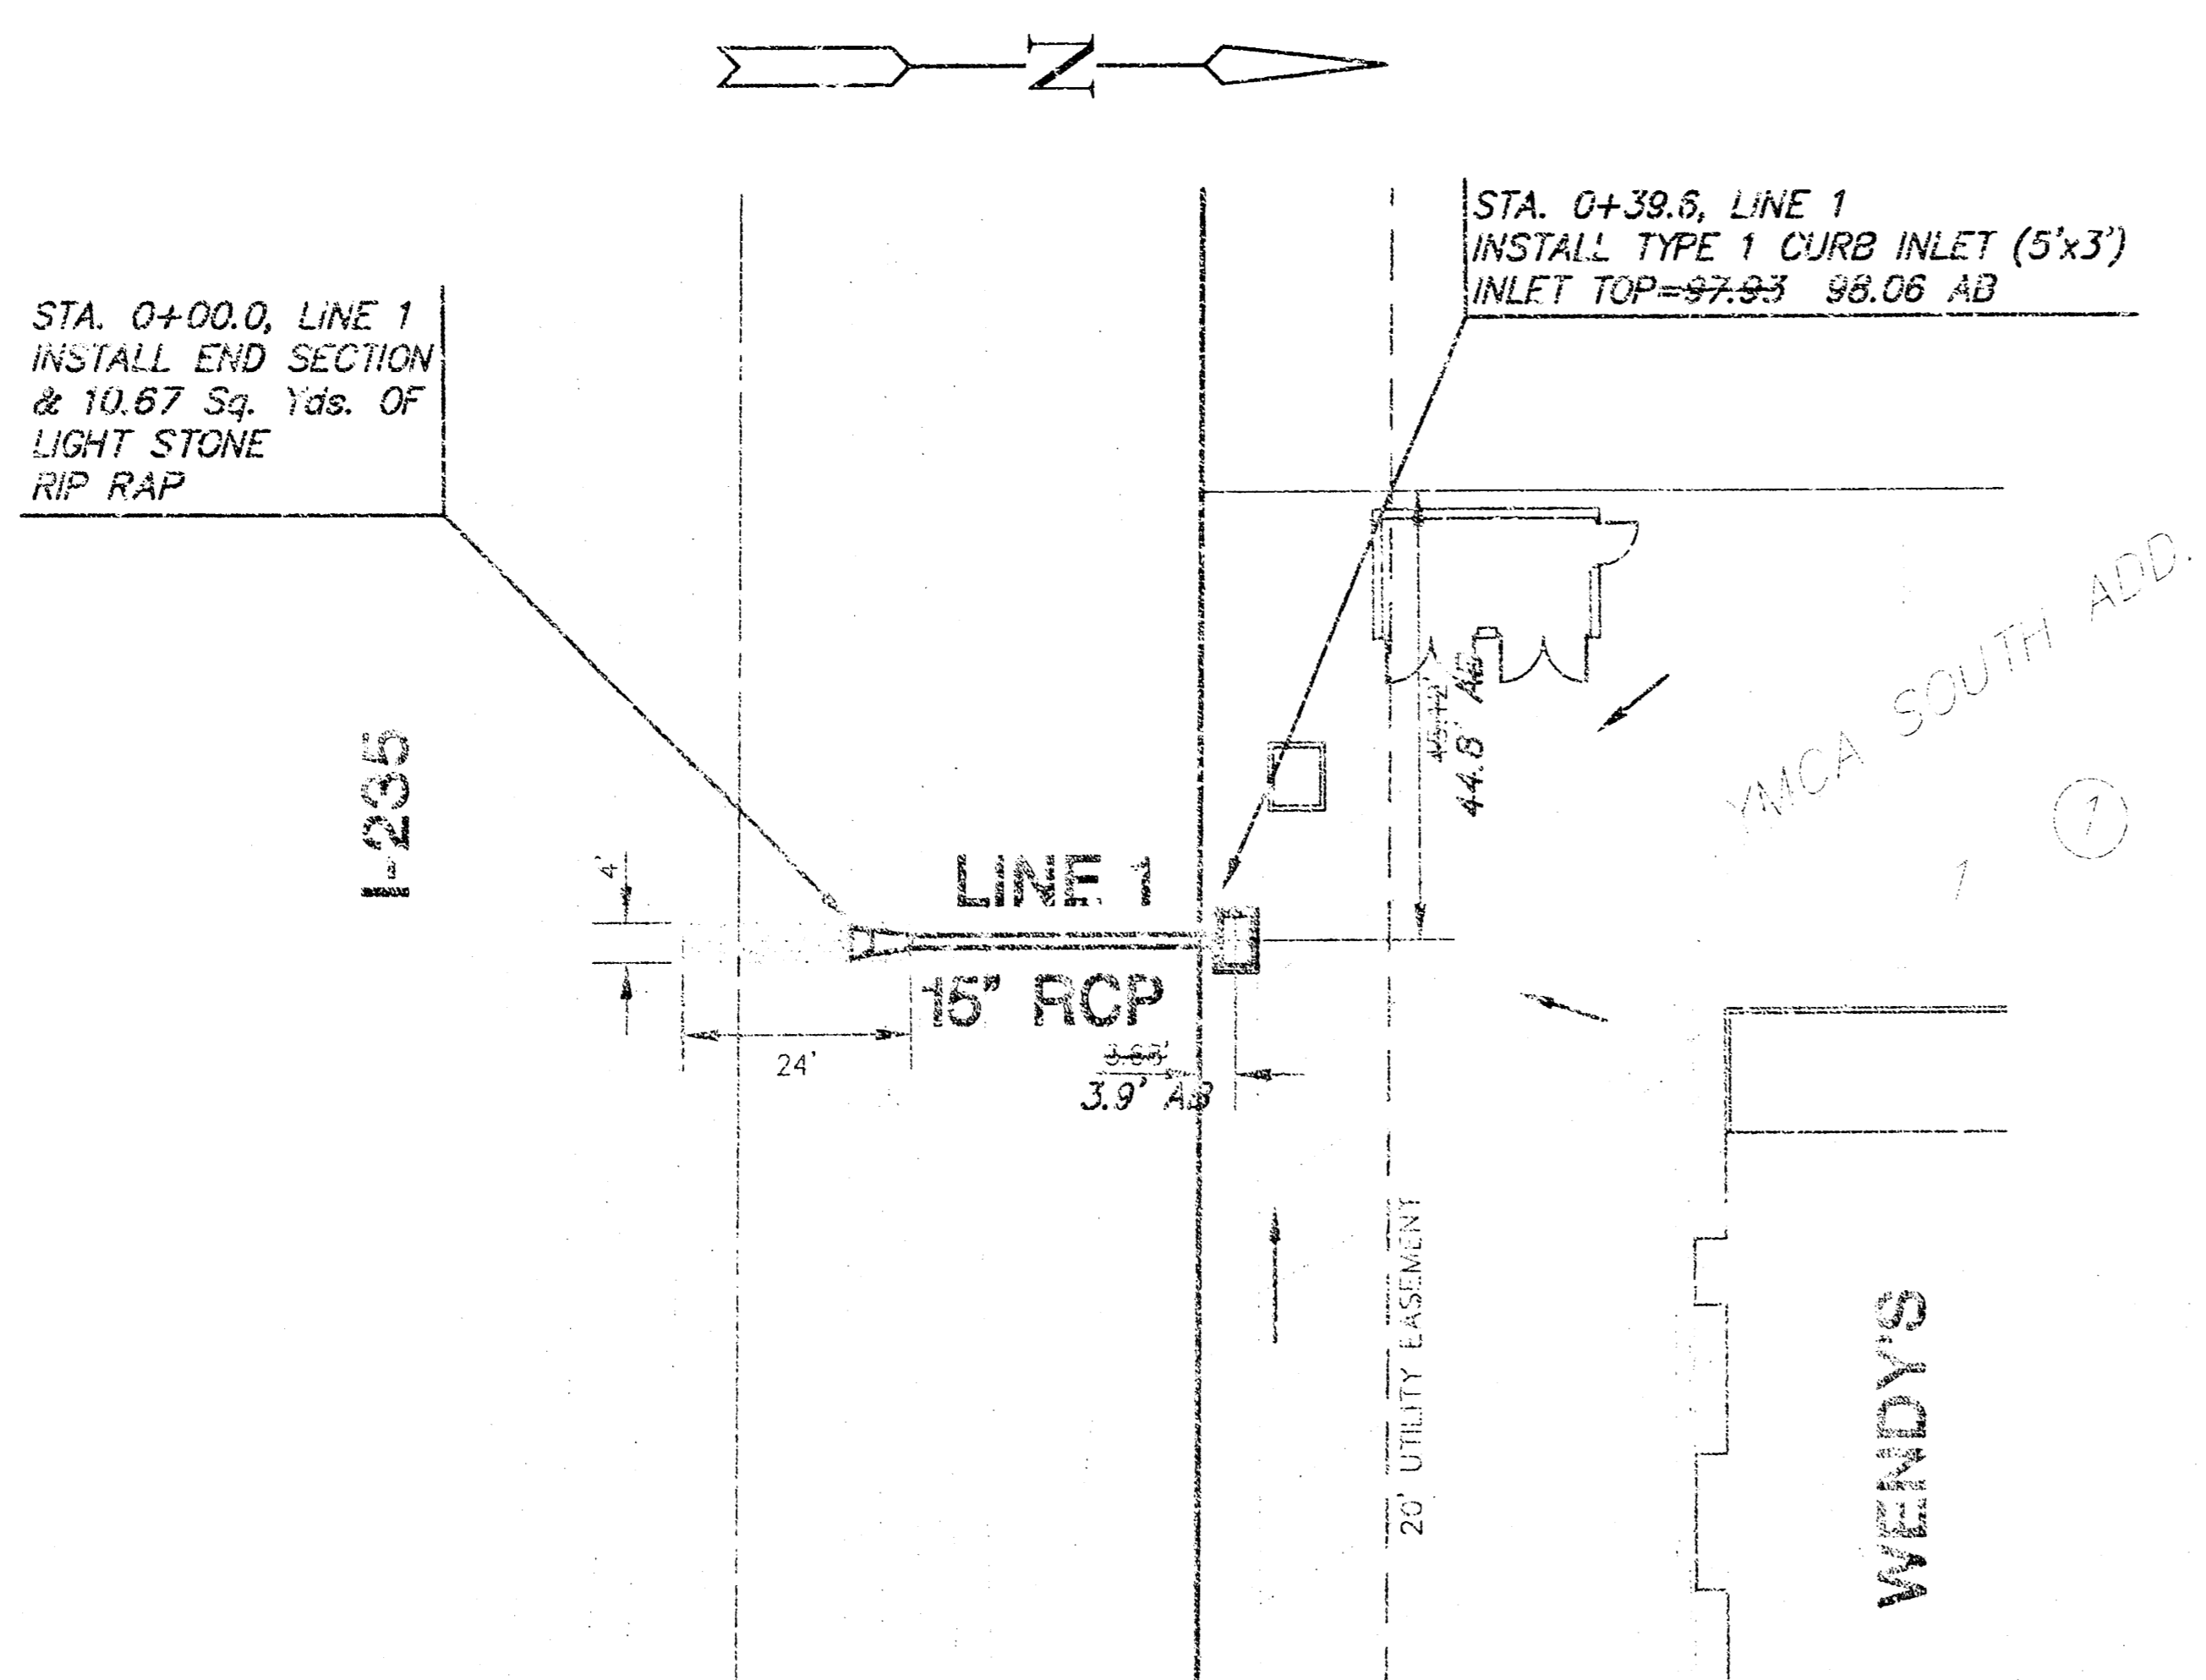 N
STA. 0+39.6, LINE 1
INSTALL TYPE 1 CURB INLET (5'x3')
INLET TOP=97.93 98.06 AB
STA. 0+00.0, LINE 1
INSTALL END SECTION
& 10.67 Sq. Yds. OF
LIGHT STONE
RIP RAP
I-235
44.8' AB
YMCA SOUTH ADD.
1
1
4'
LINE 1
15" RCP
24'
3.9' AB
20' UTILITY EASEMENT
WENDY'S